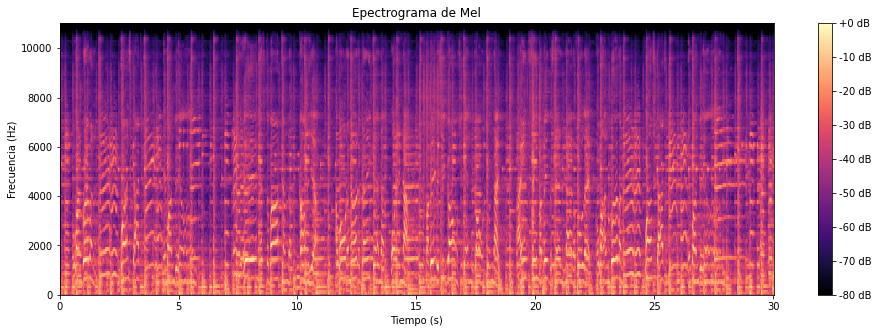 Epectrograma de Mel
Frecuencia (Hz)
10000
8000
6000
4000
2000
0
0
5
10
15
20
25
30
Tiempo (s)
+0 dB
-10 dB
-20 dB
-30 dB
-40 dB
-50 dB
-60 dB
-70 dB
-80 dB